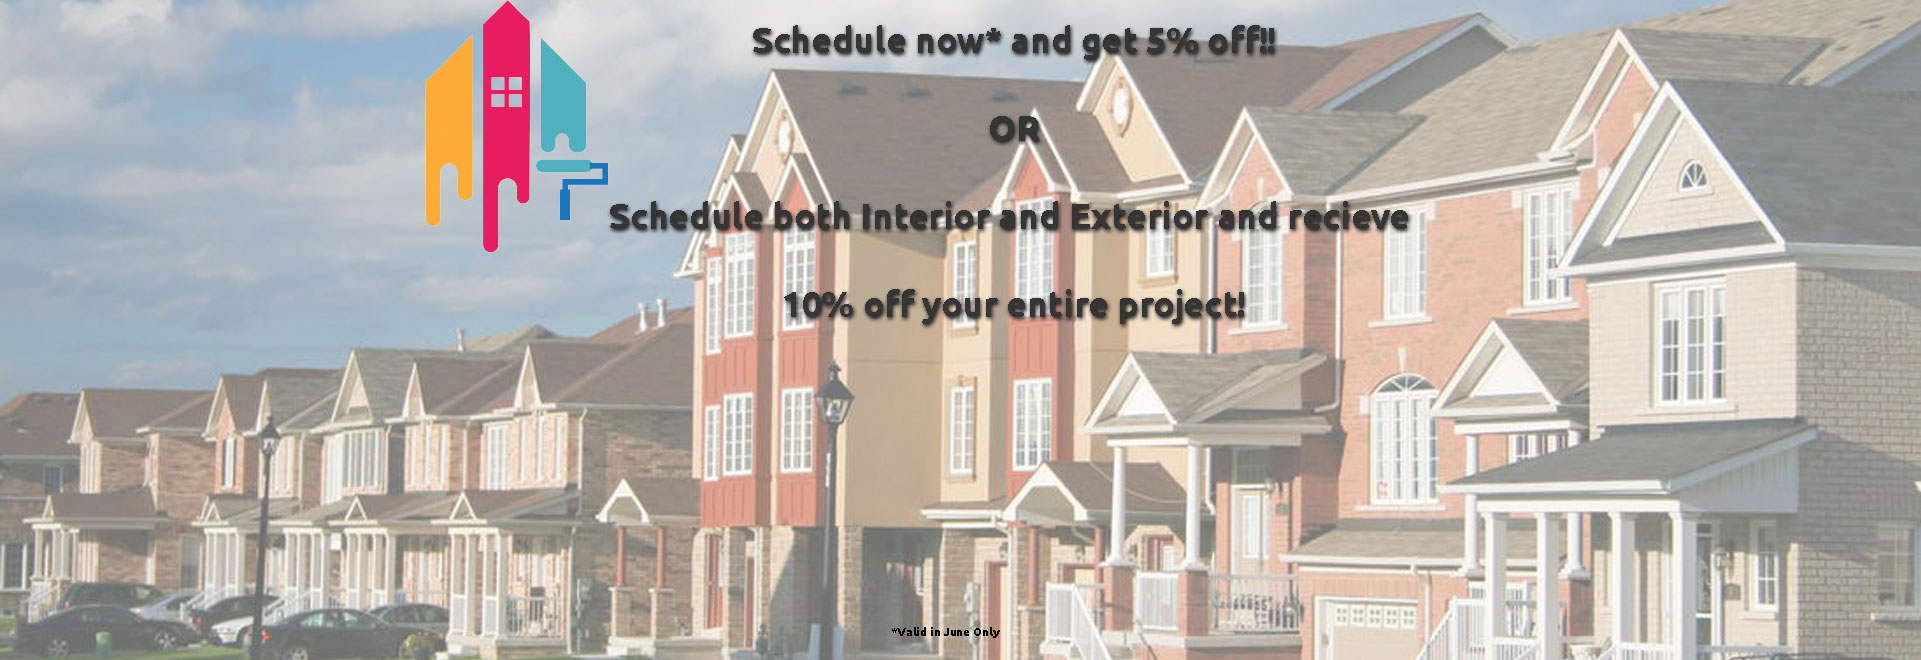 Schedule now* and get 5% off!!
OR
Schedule both Interior and Exterior and recieve
10% off your entire project!
*Valid in June Only